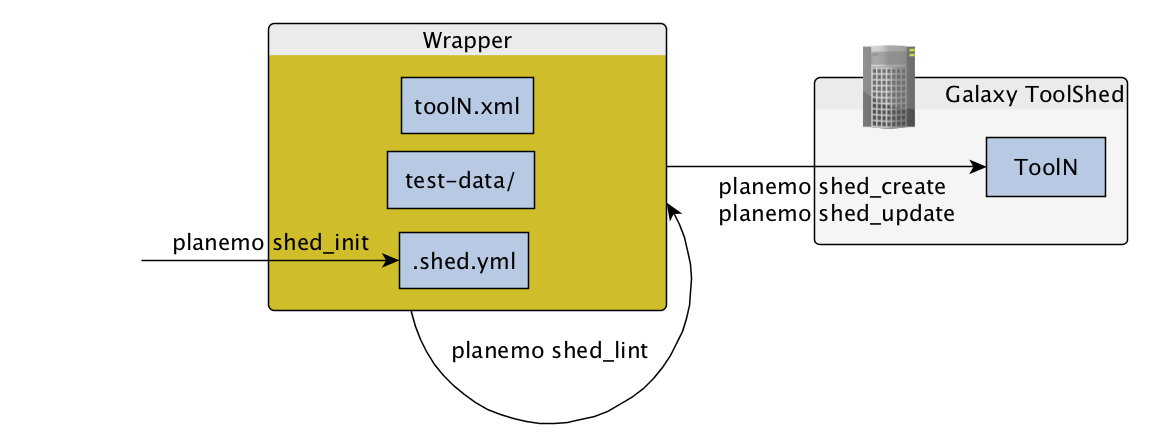 Wrapper
toolN.xml
test-data/
planemo shed_init
.shed.yml
planemo shed_lint
Galaxy ToolShed
ToolN
planemo shed_create
planemo shed_update